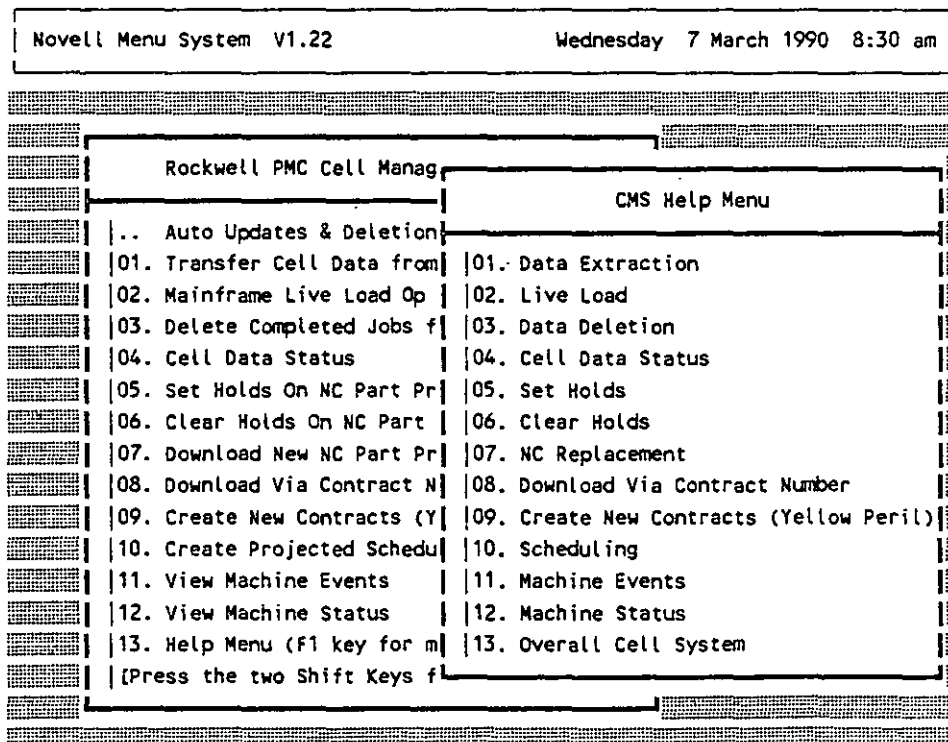 Novell Menu System V1.22 Wednesday 7 March 1990 8:30 am
Rockwell PMC Cell Manag
.. Auto Updates & Deletion
01. Transfer Cell Data from
02. Mainframe Live Load Op
03. Delete Completed Jobs f
04. Cell Data Status
05. Set Holds On NC Part Pr
06. Clear Holds On NC Part
07. Download New NC Part Pr
08. Download Via Contract N
09. Create New Contracts (Y
10. Create Projected Schedu
11. View Machine Events
12. View Machine Status
13. Help Menu (F1 key for m
[Press the two Shift Keys f
CMS Help Menu
01. Data Extraction
02. Live Load
03. Data Deletion
04. Cell Data Status
05. Set Holds
06. Clear Holds
07. NC Replacement
08. Download Via Contract Number
09. Create New Contracts (Yellow Peril)
10. Scheduling
11. Machine Events
12. Machine Status
13. Overall Cell System